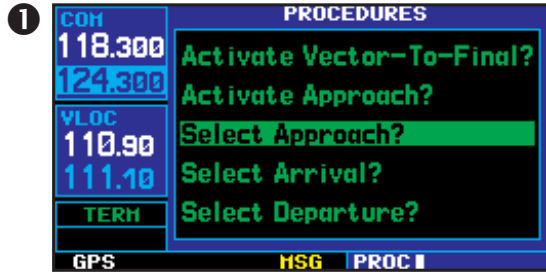 1
COM
118.300
124.300
VLOC
110.90
111.10
TERM
GPS
PROCEDURES
Activate Vector-To-Final?
Activate Approach?
Select Approach?
Select Arrival?
Select Departure?
MSG
PROC